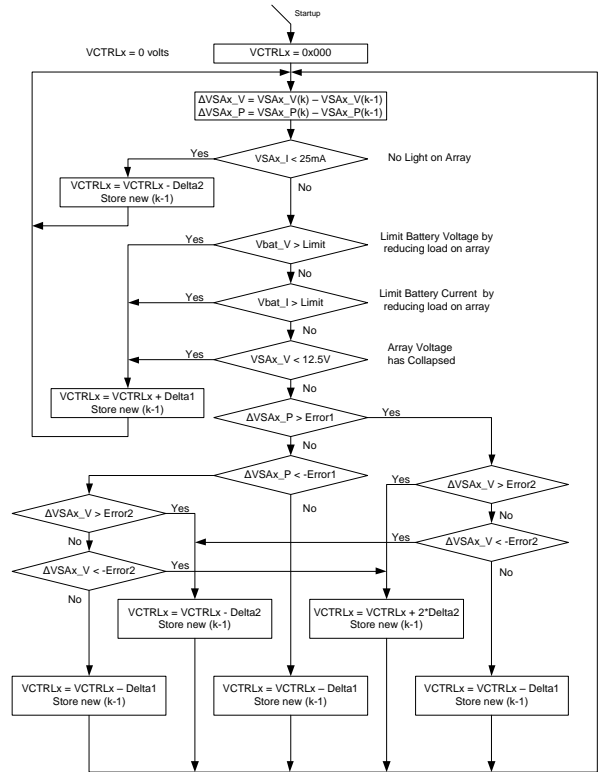 Startup
VCTRLx = 0 volts
VCTRLx = 0x000
ΔVSAx_V = VSAx_V(k) – VSAx_V(k-1)
ΔVSAx_P = VSAx_P(k) – VSAx_P(k-1)
Yes
VSAx_I < 25mA
No Light on Array
VCTRLx = VCTRLx - Delta2
Store new (k-1)
No
Yes
Vbat_V > Limit
Limit Battery Voltage by
reducing load on array
No
Yes
Vbat_I > Limit
Limit Battery Current by
reducing load on array
No
Yes
VSAx_V < 12.5V
Array Voltage
has Collapsed
No
VCTRLx = VCTRLx + Delta1
Store new (k-1)
ΔVSAx_P > Error1
Yes
No
ΔVSAx_P < -Error1
No
ΔVSAx_V > Error2
Yes
No
Yes
ΔVSAx_V > Error2
No
ΔVSAx_V < -Error2
Yes
No
Yes
ΔVSAx_V < -Error2
No
VCTRLx = VCTRLx - Delta2
Store new (k-1)
VCTRLx = VCTRLx + 2*Delta2
Store new (k-1)
VCTRLx = VCTRLx – Delta1
Store new (k-1)
VCTRLx = VCTRLx – Delta1
Store new (k-1)
VCTRLx = VCTRLx – Delta1
Store new (k-1)